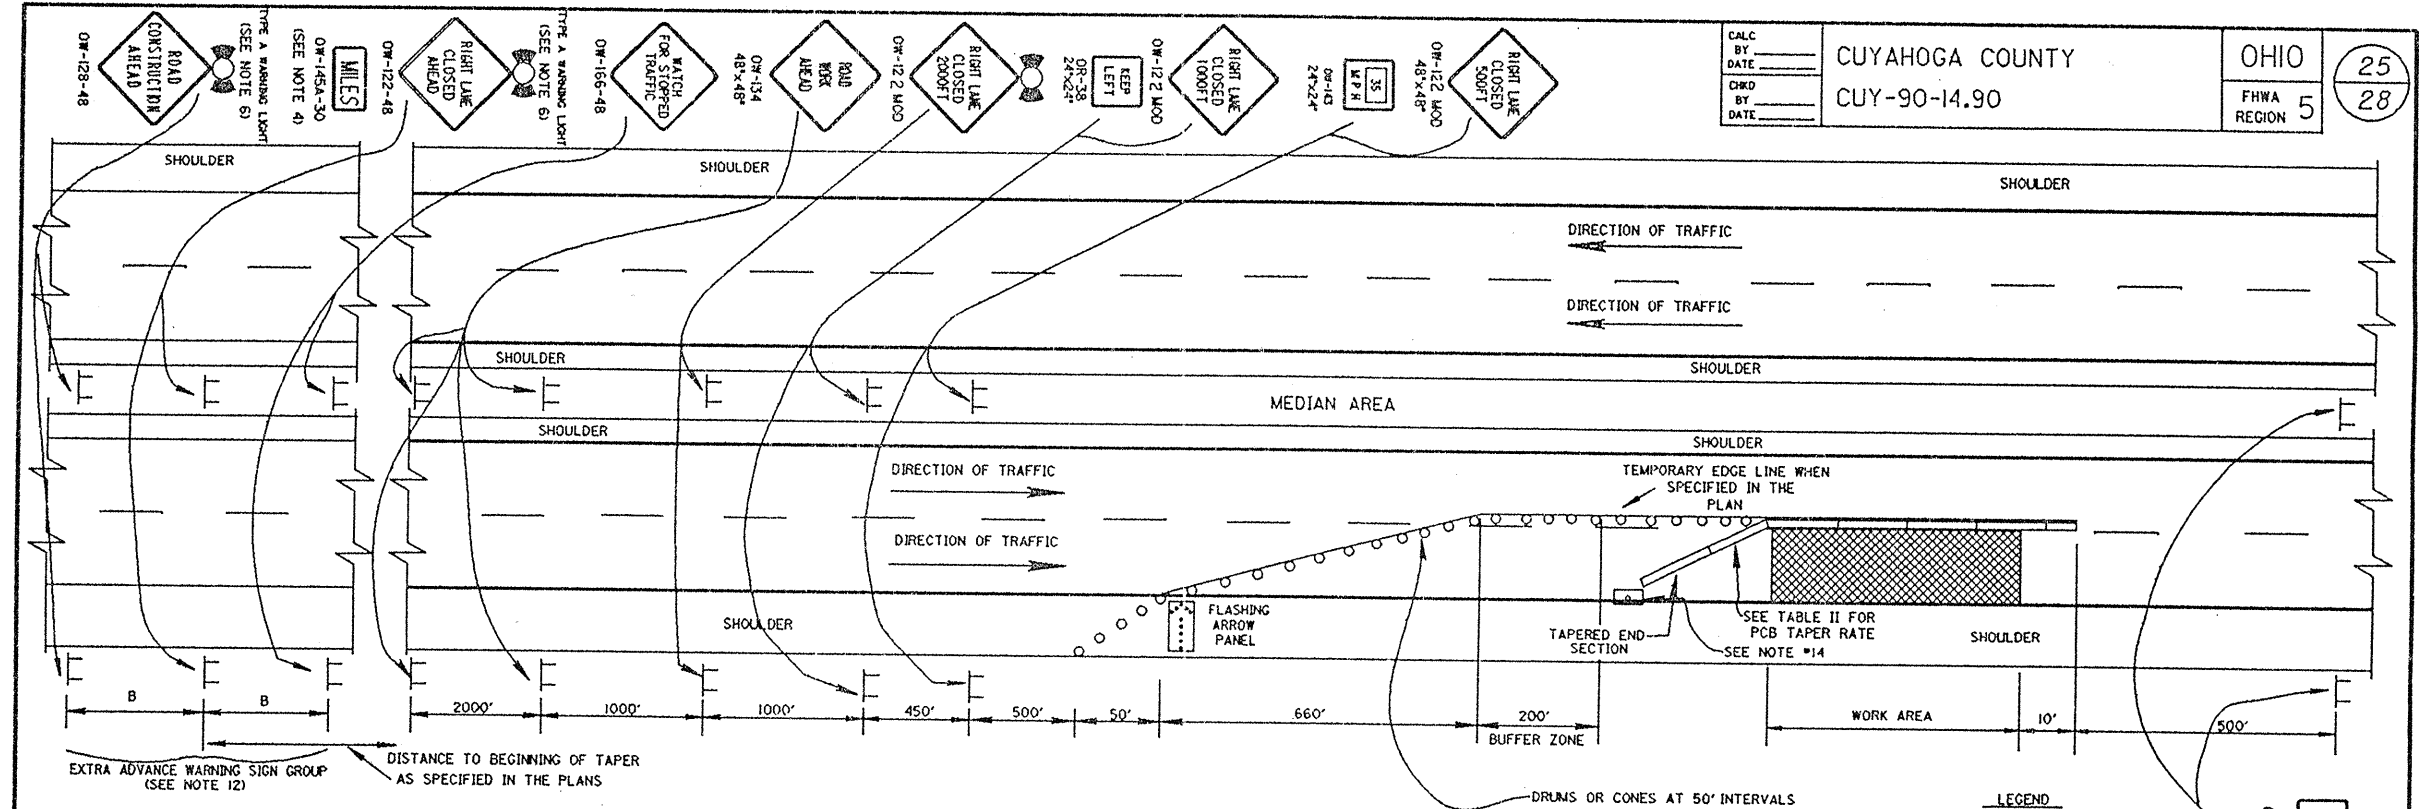 OW-128-48
ROAD
CONSTRUCTION
AHEAD
TYPE A WARNING LIGHT
(SEE NOTE 6)
OW-145A-30
(SEE NOTE 4)
MILES
OW-122-48
RIGHT LANE
CLOSED
AHEAD
TYPE A WARNING LIGHT
(SEE NOTE 6)
OW-166-48
WATCH
FOR STOPPED
TRAFFIC
OW-134
48"x48"
ROAD
WORK
AHEAD
OW-122 MOD
RIGHT LANE
CLOSED
2000FT
OR-38
24"x24"
KEEP
LEFT
OW-122 MOD
RIGHT LANE
CLOSED
1000FT
OW-143
24"x24"
35
MPH
OW-122 MOD
48"x48"
RIGHT LANE
CLOSED
500FT
CALC
BY
DATE
CHKD
BY
DATE
CUYAHOGA COUNTY
CUY-90-14.90
OHIO
FHWA
REGION 5
25
28
SHOULDER
SHOULDER
SHOULDER
DIRECTION OF TRAFFIC
DIRECTION OF TRAFFIC
SHOULDER
SHOULDER
MEDIAN AREA
SHOULDER
SHOULDER
DIRECTION OF TRAFFIC
TEMPORARY EDGE LINE WHEN
SPECIFIED IN THE
PLAN
DIRECTION OF TRAFFIC
FLASHING
ARROW
PANEL
SHOULDER
TAPERED END
SECTION
SEE TABLE II FOR
PCB TAPER RATE
SEE NOTE #14
SHOULDER
B
B
2000'
1000'
1000'
450'
500'
50'
660'
200'
BUFFER ZONE
WORK AREA
10'
500'
EXTRA ADVANCE WARNING SIGN GROUP
(SEE NOTE 12)
DISTANCE TO BEGINNING OF TAPER
AS SPECIFIED IN THE PLANS
DRUMS OR CONES AT 50' INTERVALS
LEGEND